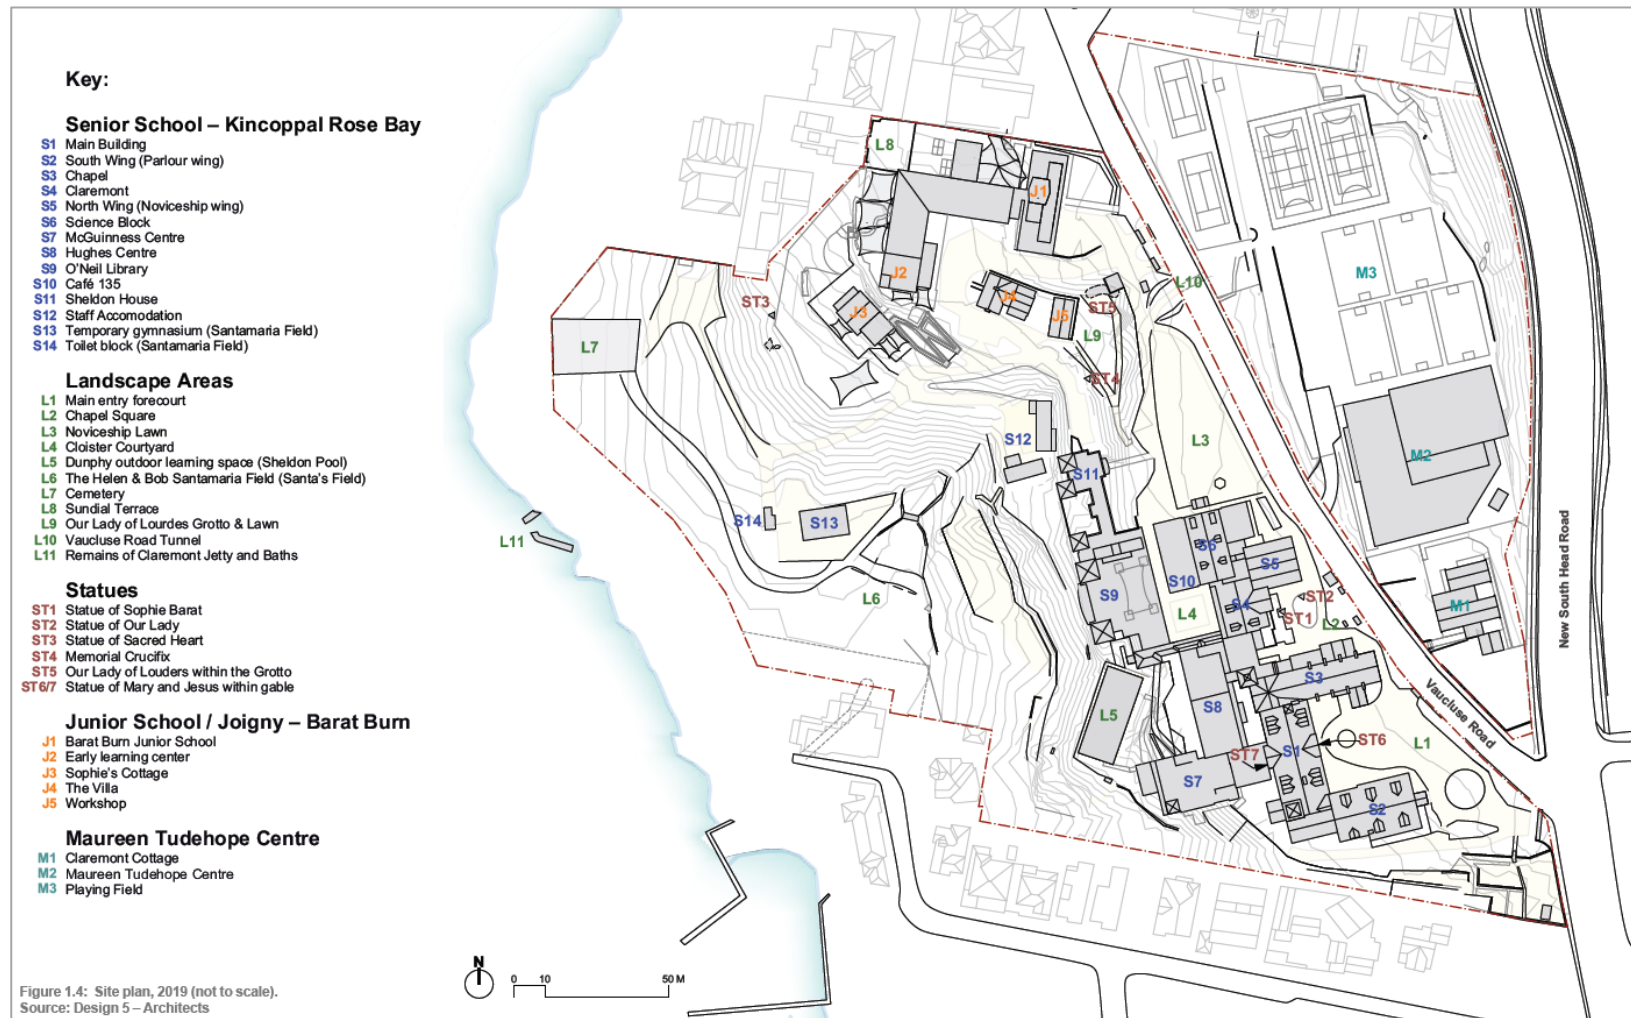 Key:
Senior School – Kincoppal Rose Bay
S1 Main Building
S2 South Wing (Parlour wing)
S3 Chapel
S4 Claremont
S5 North Wing (Noviceship wing)
S6 Science Block
S7 McGuinness Centre
S8 Hughes Centre
S9 O'Neil Library
S10 Café 135
S11 Sheldon House
S12 Staff Accomodation
S13 Temporary gymnasium (Santamaria Field)
S14 Toilet block (Santamaria Field)
Landscape Areas
L1 Main entry forecourt
L2 Chapel Square
L3 Noviceship Lawn
L4 Cloister Courtyard
L5 Dunphy outdoor learning space (Sheldon Pool)
L6 The Helen & Bob Santamaria Field (Santa's Field)
L7 Cemetery
L8 Sundial Terrace
L9 Our Lady of Lourdes Grotto & Lawn
L10 Vaucluse Road Tunnel
L11 Remains of Claremont Jetty and Baths
Statues
ST1 Statue of Sophie Barat
ST2 Statue of Our Lady
ST3 Statue of Sacred Heart
ST4 Memorial Crucifix
ST5 Our Lady of Louders within the Grotto
ST6/7 Statue of Mary and Jesus within gable
Junior School / Joigny – Barat Burn
J1 Barat Burn Junior School
J2 Early learning center
J3 Sophie's Cottage
J4 The Villa
J5 Workshop
Maureen Tudehope Centre
M1 Claremont Cottage
M2 Maureen Tudehope Centre
M3 Playing Field
Figure 1.4: Site plan, 2019 (not to scale).
Source: Design 5 – Architects
N
0 10 50 M
L8
J1
J2
M3
L10
ST3
J3
J4
J5
ST5
L9
L7
ST4
S12
L3
M2
S11
S14
S13
L11
S6
S5
S10
S9
L6
L4
S4
ST2
ST1
L2
M1
New South Head Road
S3
Vaucluse Road
L5
S8
S1
ST6
L1
ST7
S7
S2